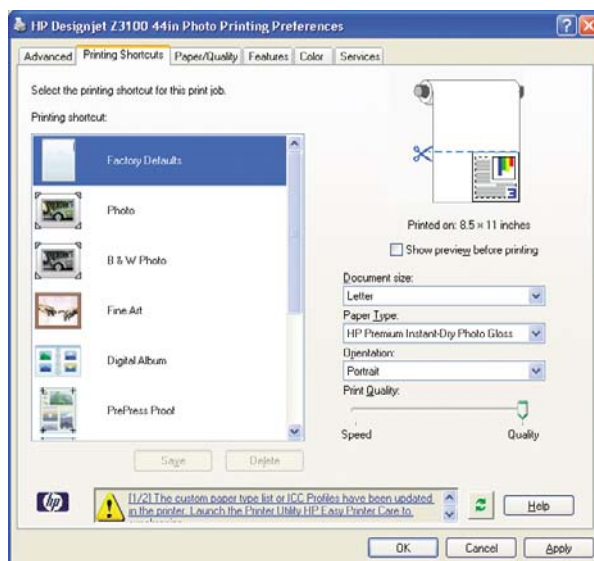 HP Designjet Z3100 44in Photo Printing Preferences
Advanced Printing Shortcuts Paper/Quality Features Color Services
Select the printing shortcut for this print job.
Printing shortcut:
Factory Defaults
Photo
B & W Photo
Fine Art
Digital Album
PrePress Proof
Save Delete
3
Printed on: 8.5 × 11 inches
Show preview before printing
Document size:
Letter
Paper Type:
HP Premium Instant-Dry Photo Gloss
Orientation:
Portrait
Print Quality:
Speed Quality
hp
[1/2] The custom paper type list or ICC Profiles have been updated
in the printer. Launch the Printer Utility HP Easy Printer Care to
Help
OK Cancel Apply